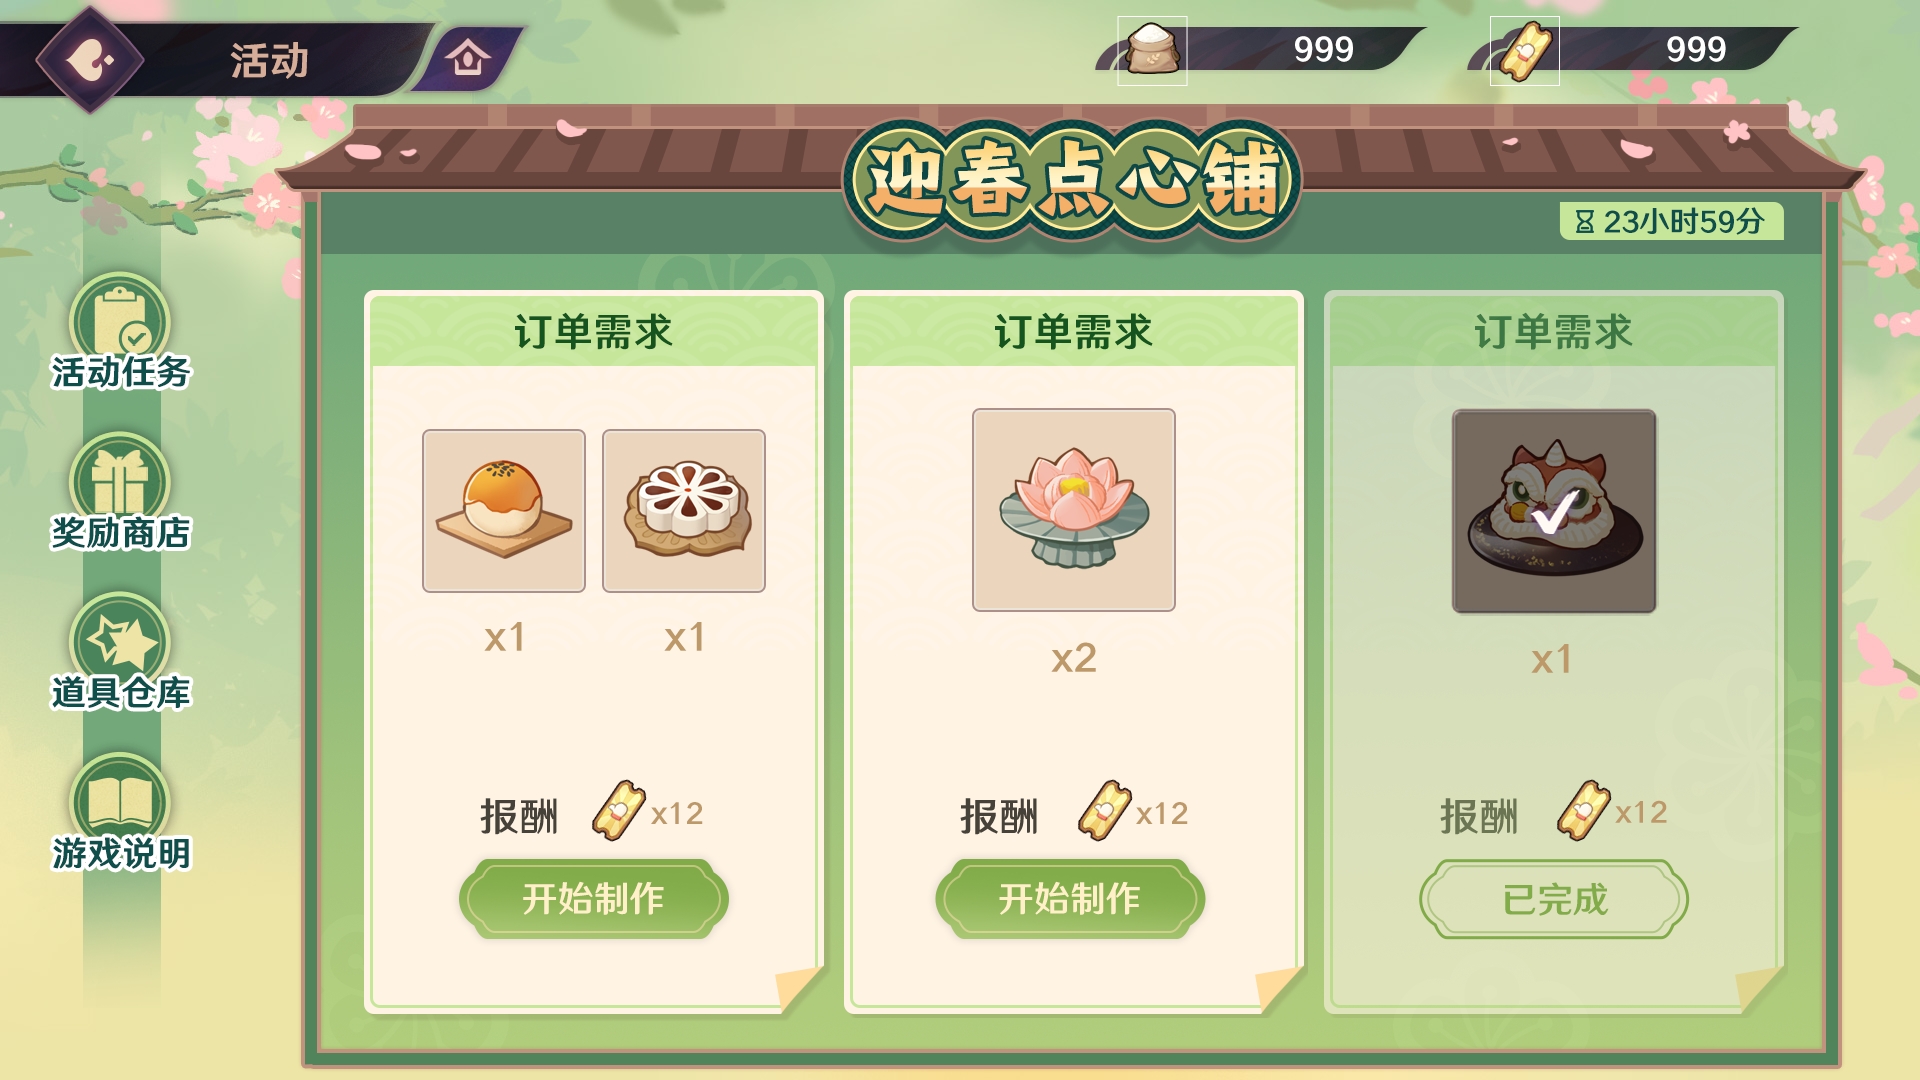 活动
999
999
迎春点心铺
23小时59分
活动任务
奖励商店
道具仓库
游戏说明
订单需求
x1
x1
报酬
x12
开始制作
订单需求
x2
报酬
x12
开始制作
订单需求
x1
报酬
x12
已完成